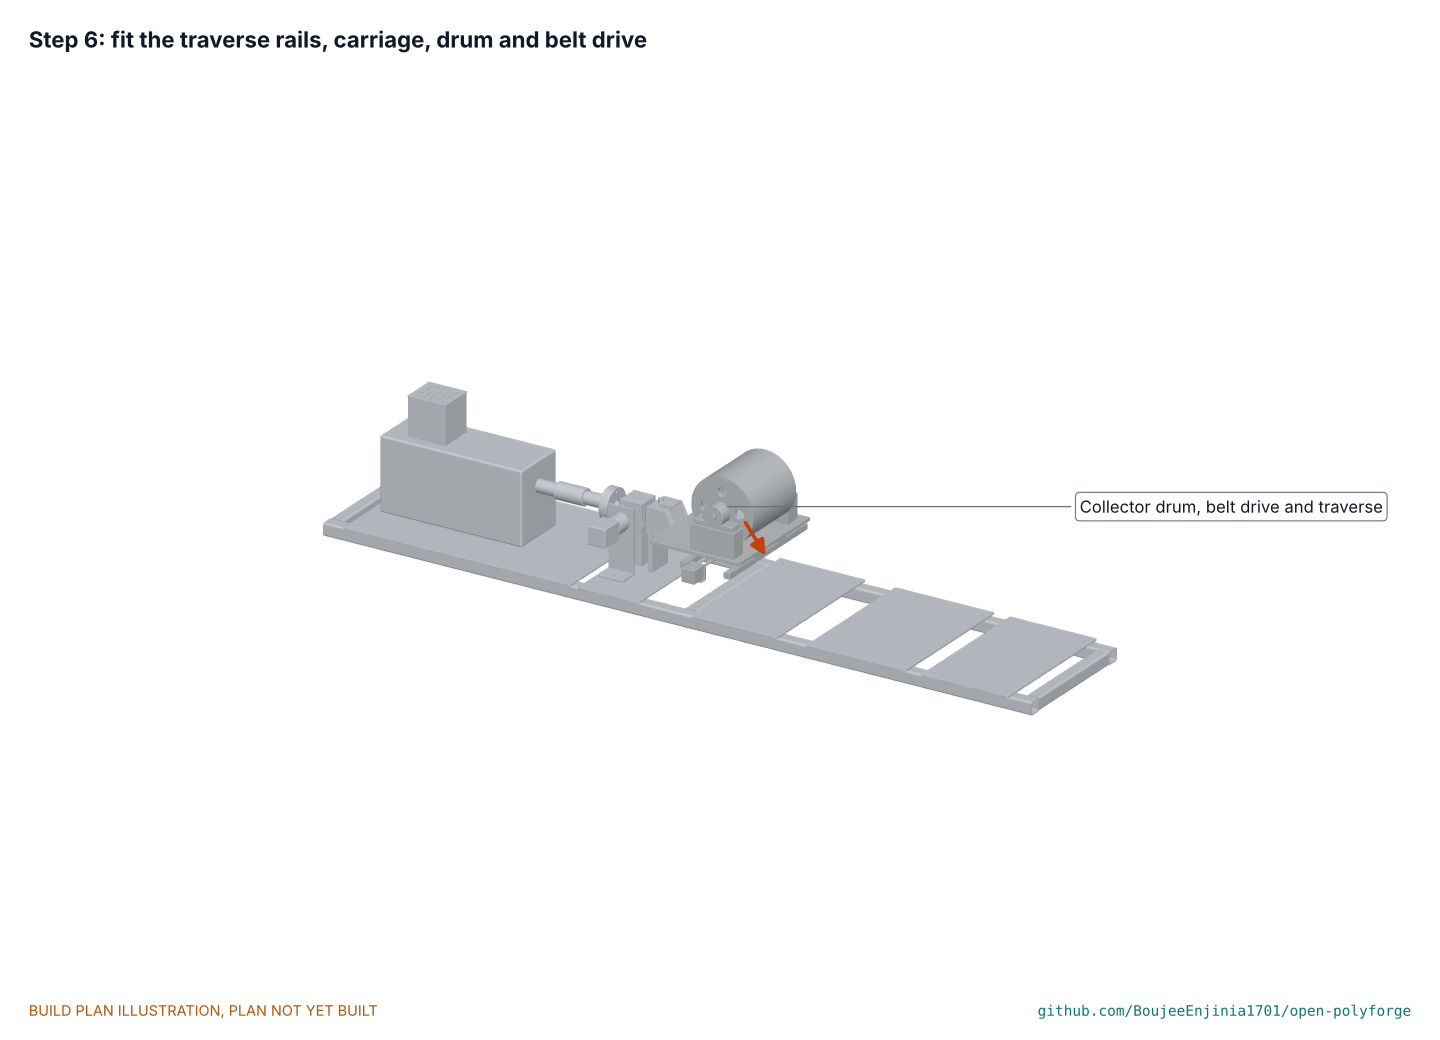 Step 6: fit the traverse rails, carriage, drum and belt drive
Collector drum, belt drive and traverse
BUILD PLAN ILLUSTRATION, PLAN NOT YET BUILT
github.com/BoujeeEnjinia1701/open-polyforge